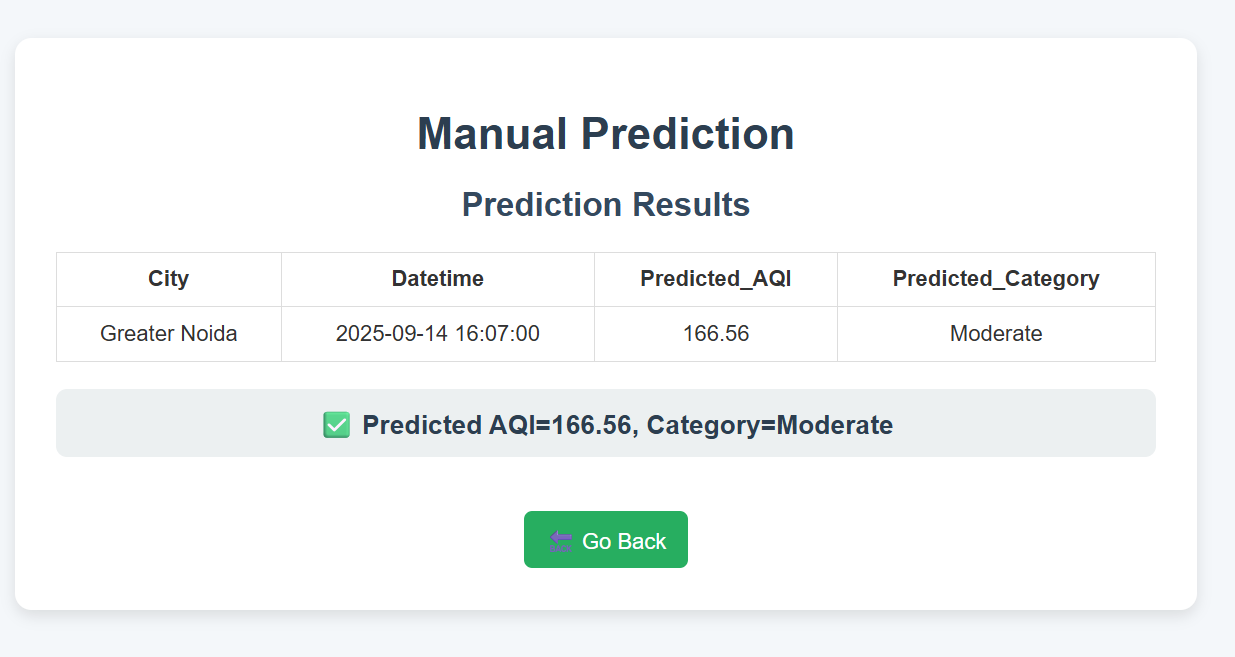 Manual Prediction
Prediction Results
City Datetime Predicted_AQI Predicted_Category
Greater Noida 2025-09-14 16:07:00 166.56 Moderate
✅ Predicted AQI=166.56, Category=Moderate
🔙 Go Back